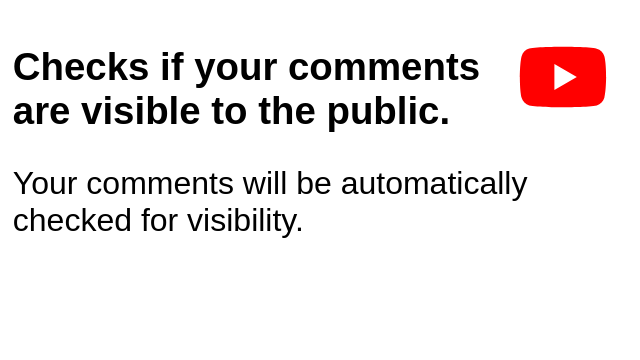 Checks if your comments
are visible to the public.
Your comments will be automatically
checked for visibility.